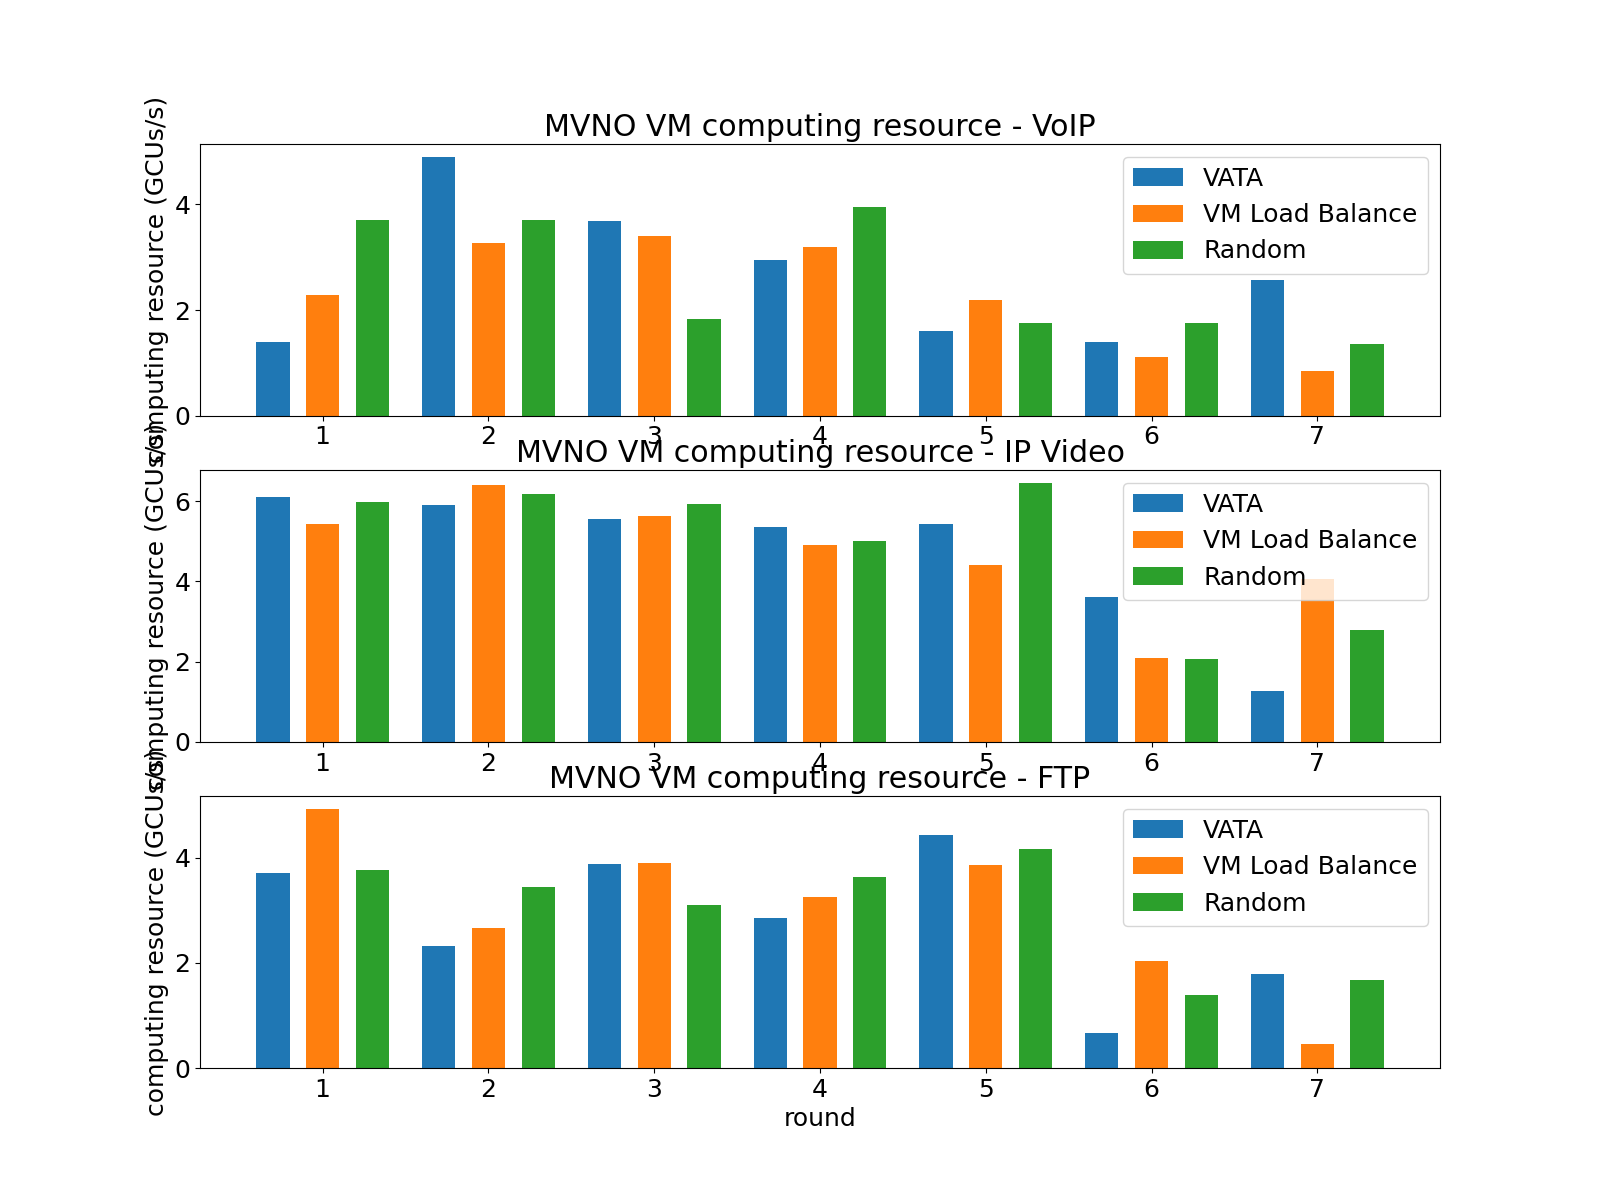 MVNO VM computing resource - VoIP
computing resource (GCUs/s)
4
2
0
VATA
VM Load Balance
Random
1 2 3 4 5 6 7
MVNO VM computing resource - IP Video
computing resource (GCUs/s)
6
4
2
0
VATA
VM Load Balance
Random
1 2 3 4 5 6 7
MVNO VM computing resource - FTP
computing resource (GCUs/s)
4
2
0
VATA
VM Load Balance
Random
1 2 3 4 5 6 7
round